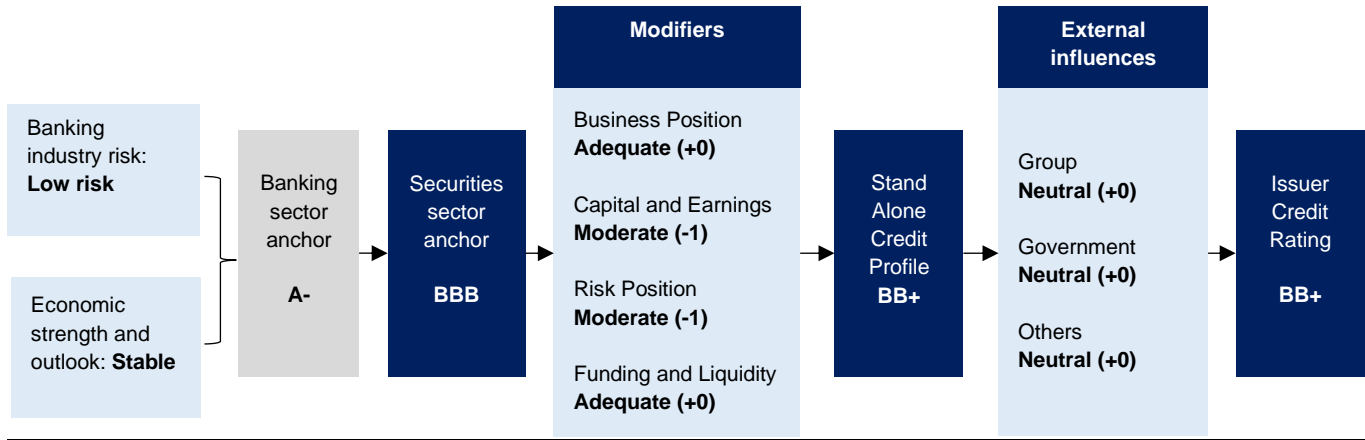 Banking
industry risk:
Low risk
Economic
strength and
outlook: Stable
Banking
sector
anchor
A-
Securities
sector
anchor
BBB
Modifiers
Business Position
Adequate (+0)
Capital and Earnings
Moderate (-1)
Risk Position
Moderate (-1)
Funding and Liquidity
Adequate (+0)
Stand
Alone
Credit
Profile
BB+
External
influences
Group
Neutral (+0)
Government
Neutral (+0)
Others
Neutral (+0)
Issuer
Credit
Rating
BB+